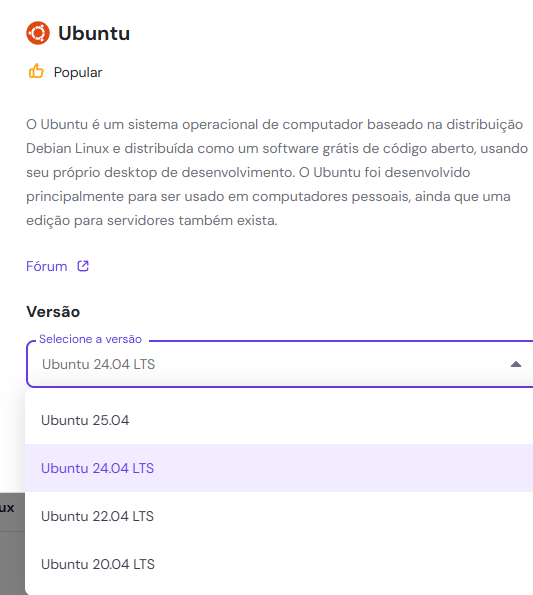 Ubuntu
Popular
O Ubuntu é um sistema operacional de computador baseado na distribuição
Debian Linux e distribuída como um software grátis de código aberto, usando
seu próprio desktop de desenvolvimento. O Ubuntu foi desenvolvido
principalmente para ser usado em computadores pessoais, ainda que uma
edição para servidores também exista.
Fórum
Versão
Selecione a versão
Ubuntu 24.04 LTS
Ubuntu 25.04
Ubuntu 24.04 LTS
ux
Ubuntu 22.04 LTS
Ubuntu 20.04 LTS